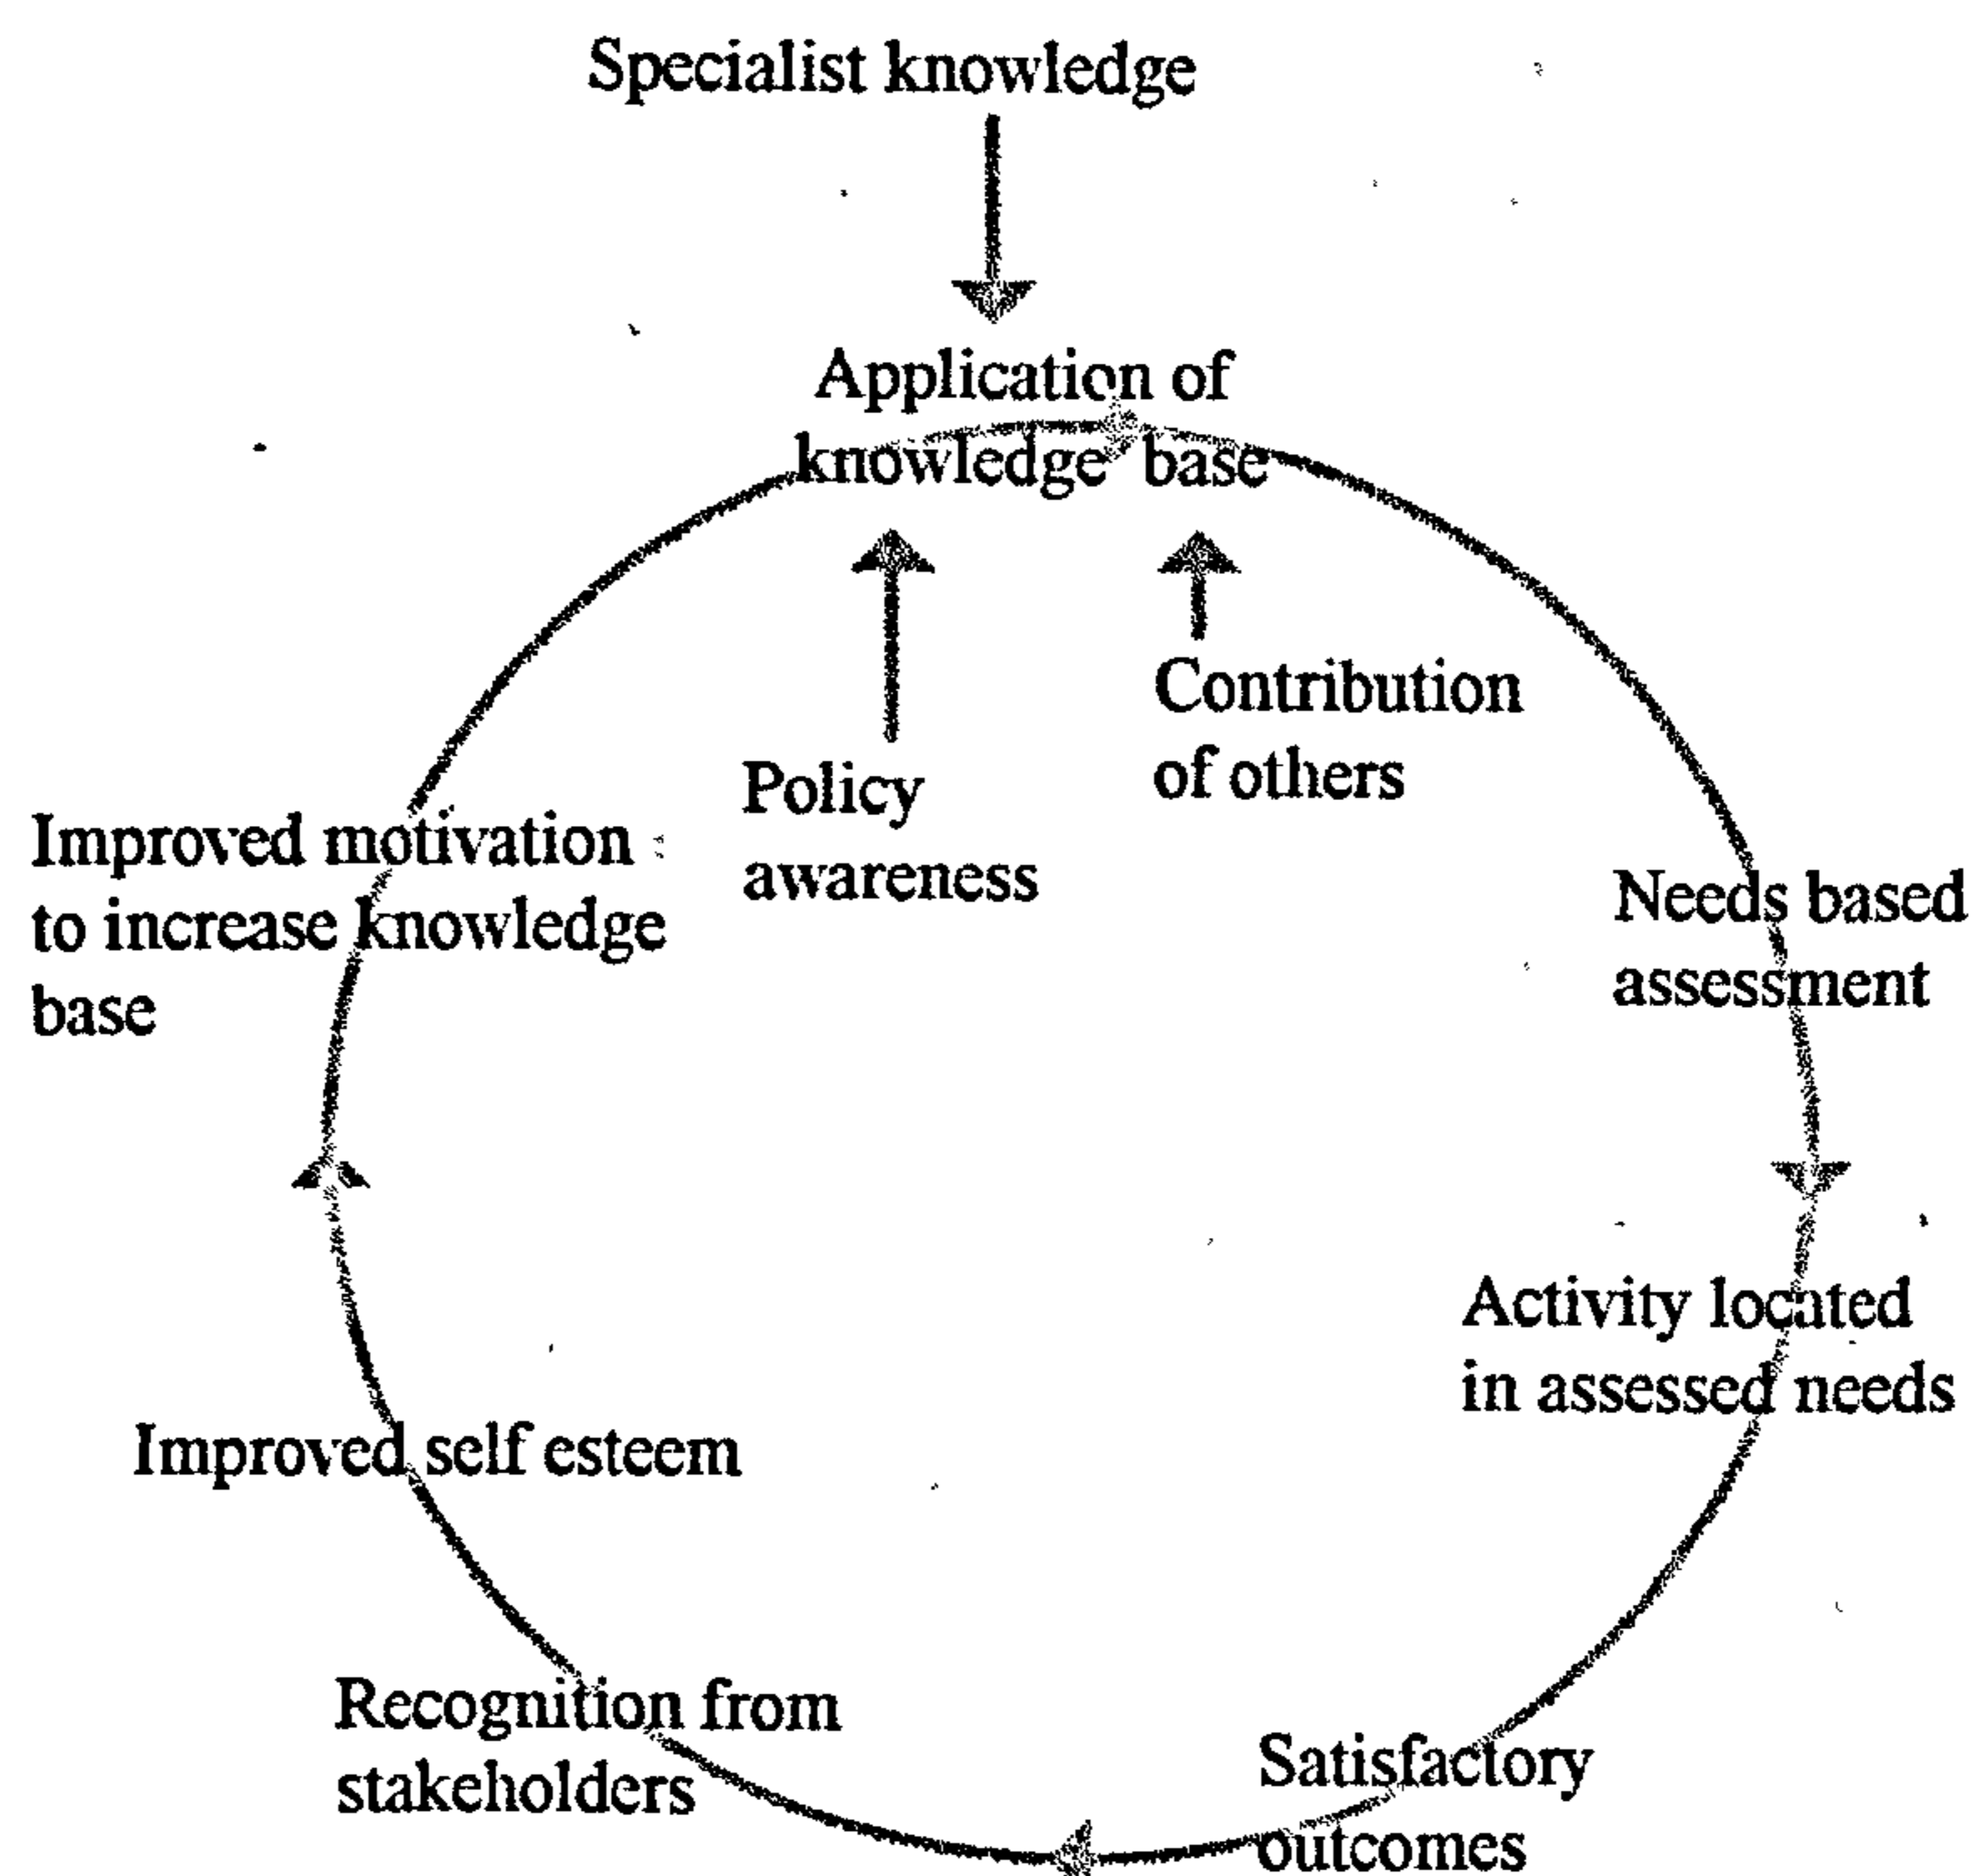 Specialist knowledge
Application of
knowledge base
Contribution
of others
Policy
awareness
Improved motivation
to increase knowledge
base
Needs based
assessment
Activity located
in assessed needs
Improved self esteem
Recognition from
stakeholders
Satisfactory
outcomes